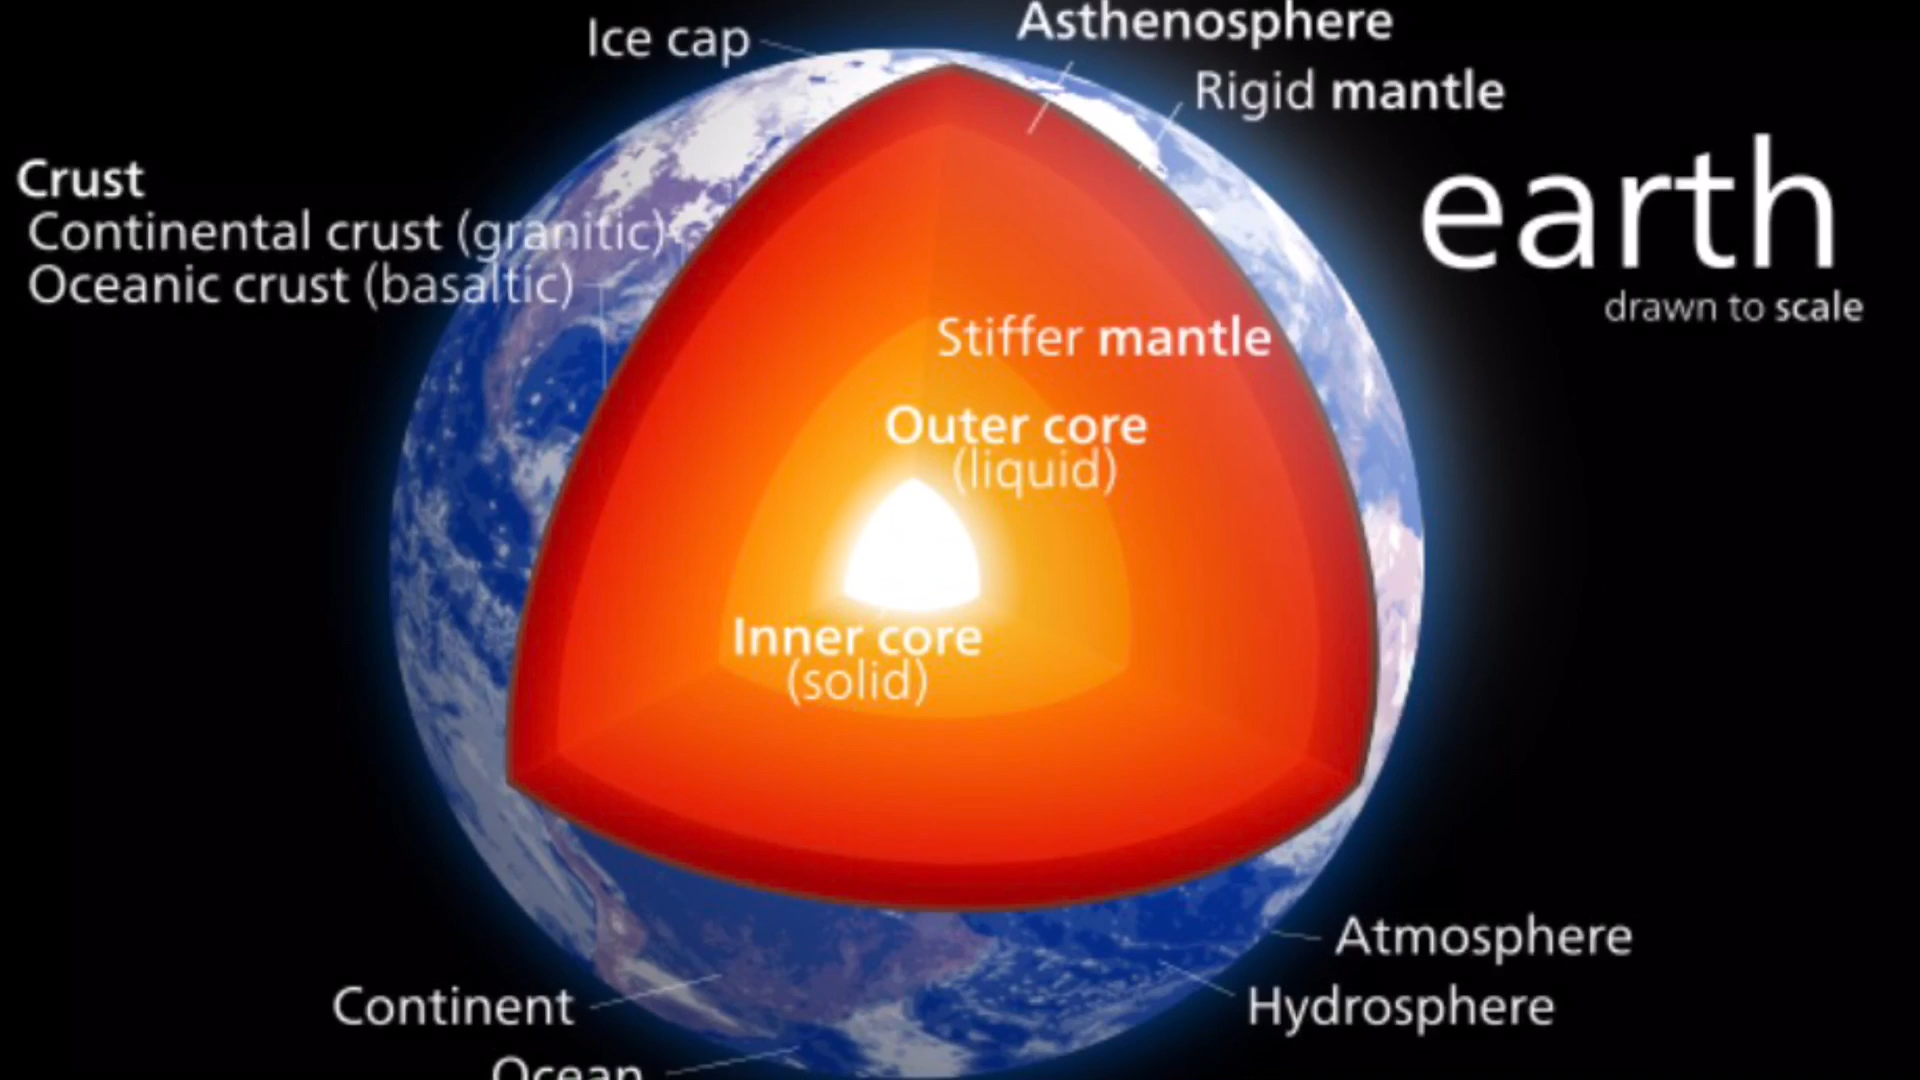 Ice cap
Asthenosphere
Rigid mantle
earth
drawn to scale
Crust
Continental crust (granitic)
Oceanic crust (basaltic)
Stiffer mantle
Outer core
(liquid)
Inner core
(solid)
Atmosphere
Hydrosphere
Continent
Ocean